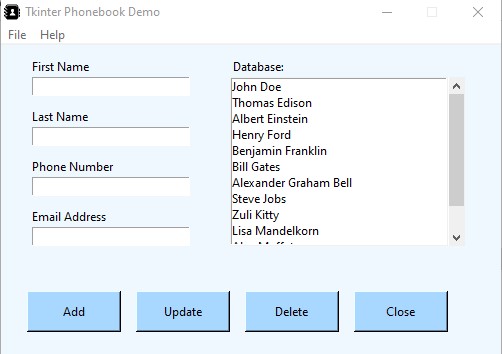 Tkinter Phonebook Demo
File Help
First Name
Last Name
Phone Number
Email Address
Database:
John Doe
Thomas Edison
Albert Einstein
Henry Ford
Benjamin Franklin
Bill Gates
Alexander Graham Bell
Steve Jobs
Zuli Kitty
Lisa Mandelkorn
Add Update Delete Close